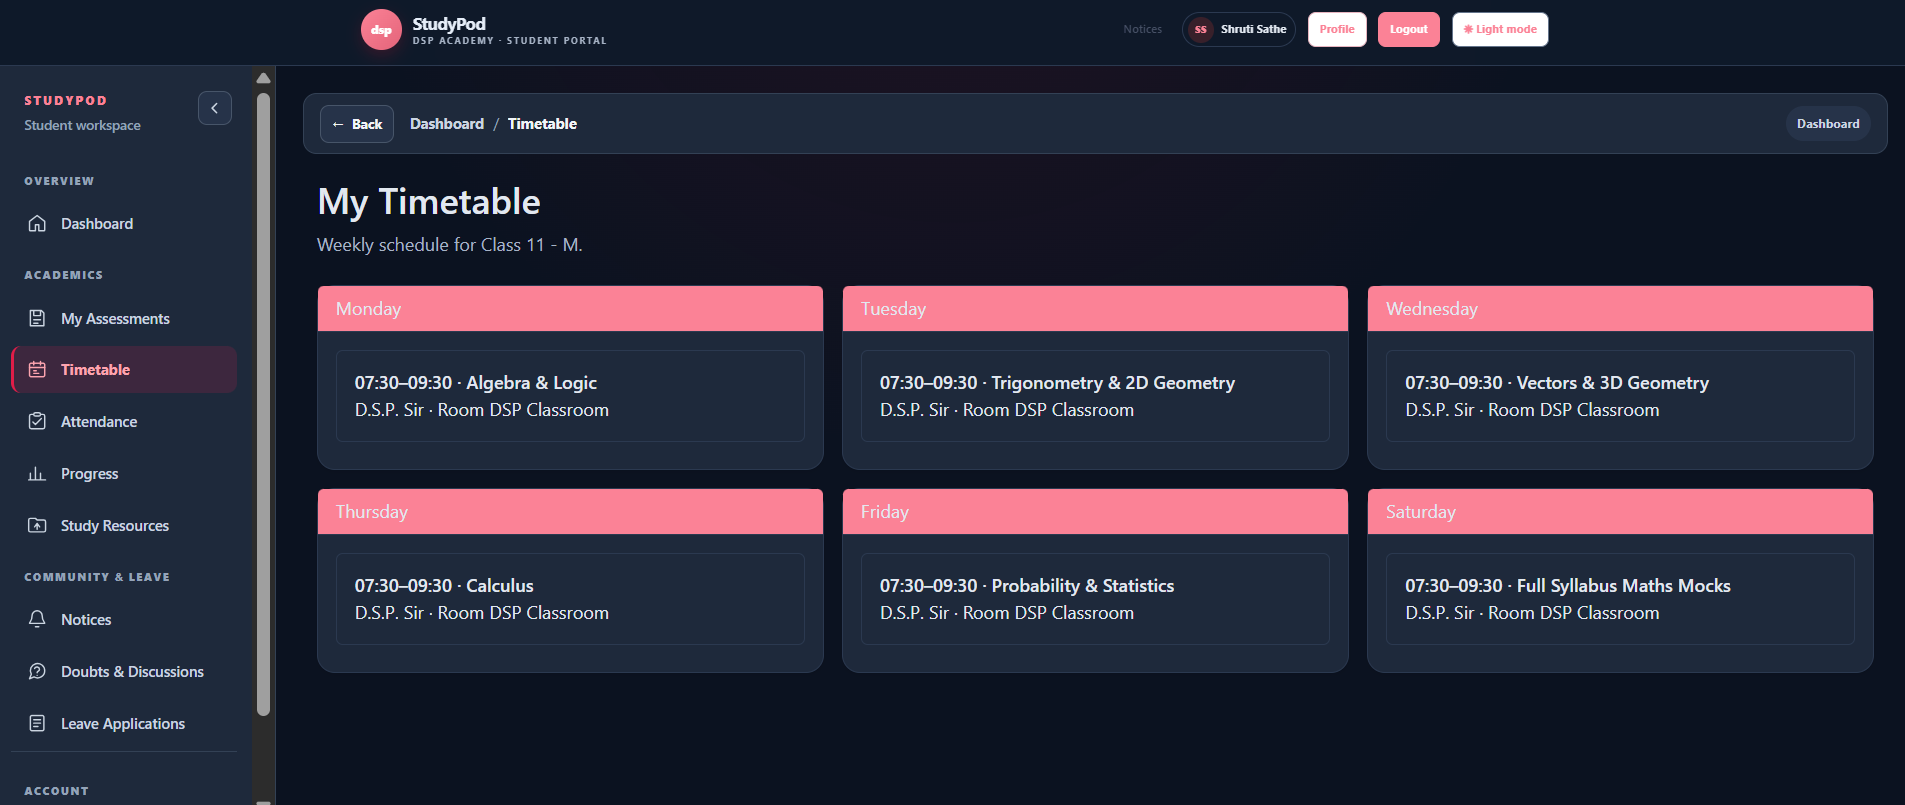 dsp
StudyPod
DSP ACADEMY · STUDENT PORTAL
Notices
SS
Shruti Sathe
Profile
Logout
Light mode
STUDYPOD
Student workspace
OVERVIEW
Dashboard
ACADEMICS
My Assessments
Timetable
Attendance
Progress
Study Resources
COMMUNITY & LEAVE
Notices
Doubts & Discussions
Leave Applications
ACCOUNT
← Back
Dashboard / Timetable
Dashboard
My Timetable
Weekly schedule for Class 11 - M.
Monday
07:30–09:30 · Algebra & Logic
D.S.P. Sir · Room DSP Classroom
Tuesday
07:30–09:30 · Trigonometry & 2D Geometry
D.S.P. Sir · Room DSP Classroom
Wednesday
07:30–09:30 · Vectors & 3D Geometry
D.S.P. Sir · Room DSP Classroom
Thursday
07:30–09:30 · Calculus
D.S.P. Sir · Room DSP Classroom
Friday
07:30–09:30 · Probability & Statistics
D.S.P. Sir · Room DSP Classroom
Saturday
07:30–09:30 · Full Syllabus Maths Mocks
D.S.P. Sir · Room DSP Classroom